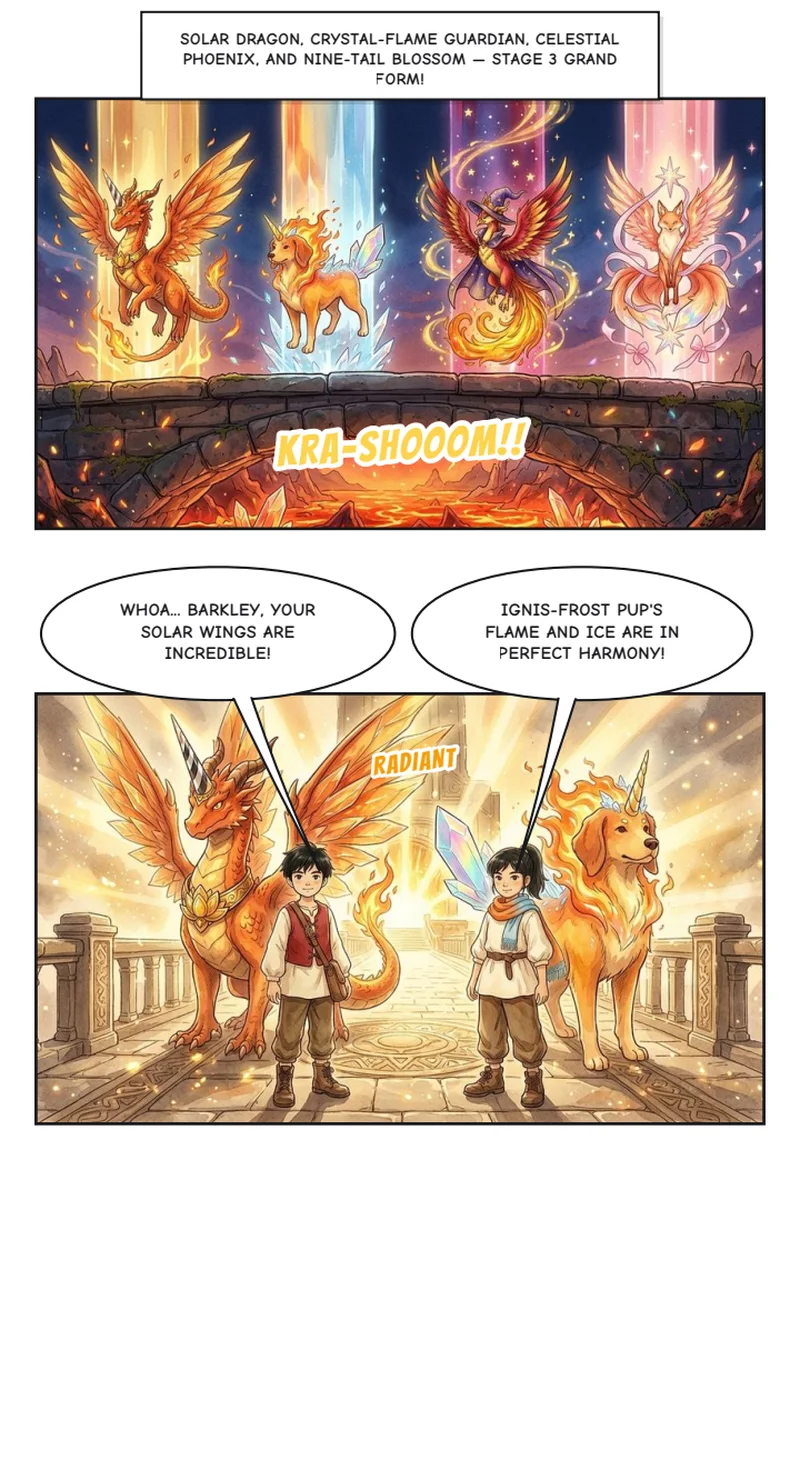 SOLAR DRAGON, CRYSTAL-FLAME GUARDIAN, CELESTIAL
PHOENIX, AND NINE-TAIL BLOSSOM — STAGE 3 GRAND
FORM!
KRA-SHOOOM!!
WHOA... BARKLEY, YOUR
SOLAR WINGS ARE
INCREDIBLE!
IGNIS-FROST PUP'S
FLAME AND ICE ARE IN
PERFECT HARMONY!
RADIANT